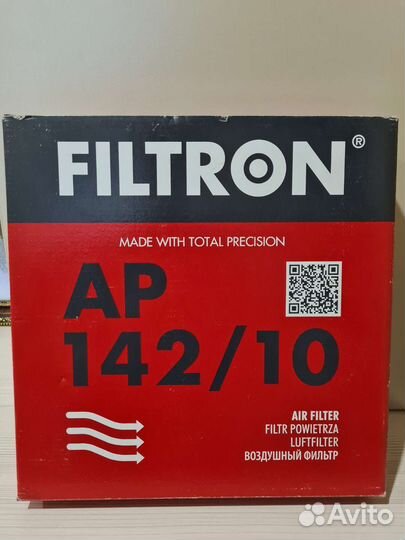 FILTRON®
MADE WITH TOTAL PRECISION
AP
142/10
AIR FILTER
FILTR POWIETRZA
LUFTFILTER
ВОЗДУШНЫЙ ФИЛЬТР
Avito